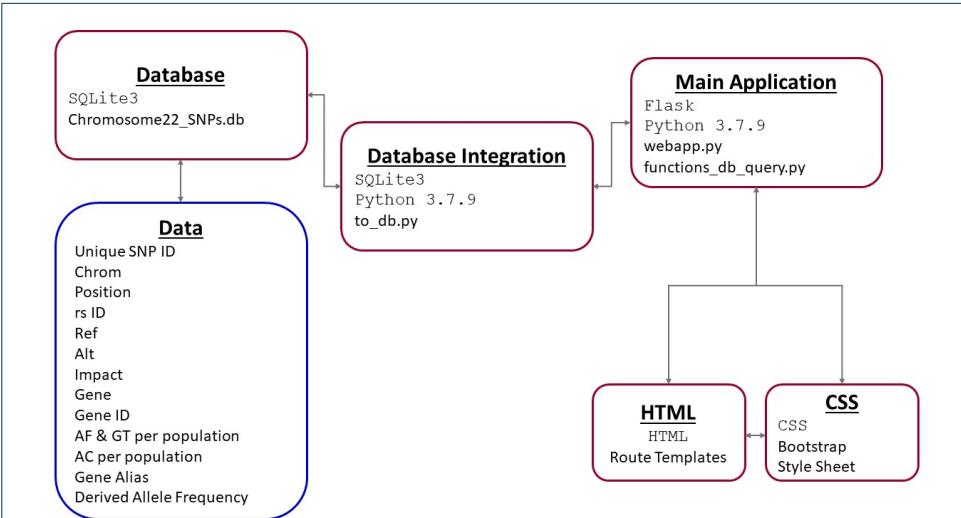 Database
SQLite3
Chromosome22_SNPs.db
Data
Unique SNP ID
Chrom
Position
rs ID
Ref
Alt
Impact
Gene
Gene ID
AF & GT per population
AC per population
Gene Alias
Derived Allele Frequency
Database Integration
SQLite3
Python 3.7.9
to_db.py
Main Application
Flask
Python 3.7.9
webapp.py
functions_db_query.py
HTML
HTML
Route Templates
CSS
CSS
Bootstrap
Style Sheet